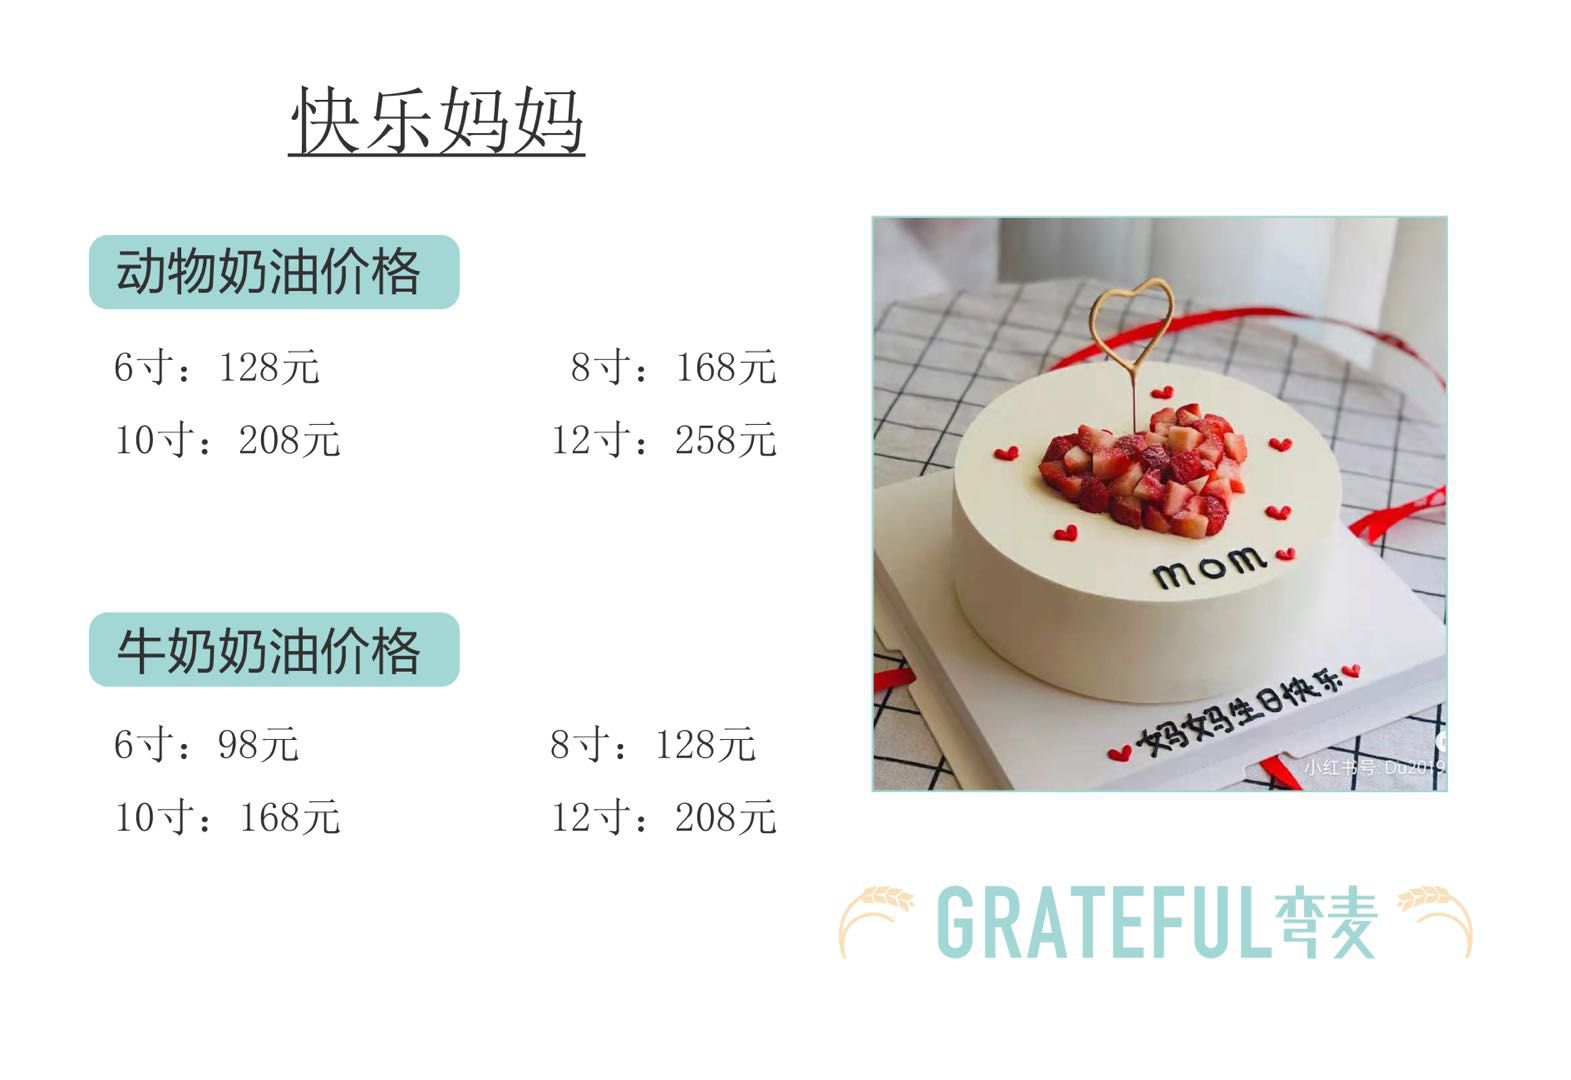 快乐妈妈
动物奶油价格
6寸：128元 8寸：168元
10寸：208元 12寸：258元
牛奶奶油价格
6寸：98元 8寸：128元
10寸：168元 12寸：208元
mom
妈妈生日快乐
小红书号: Du2019
GRATEFUL弯麦